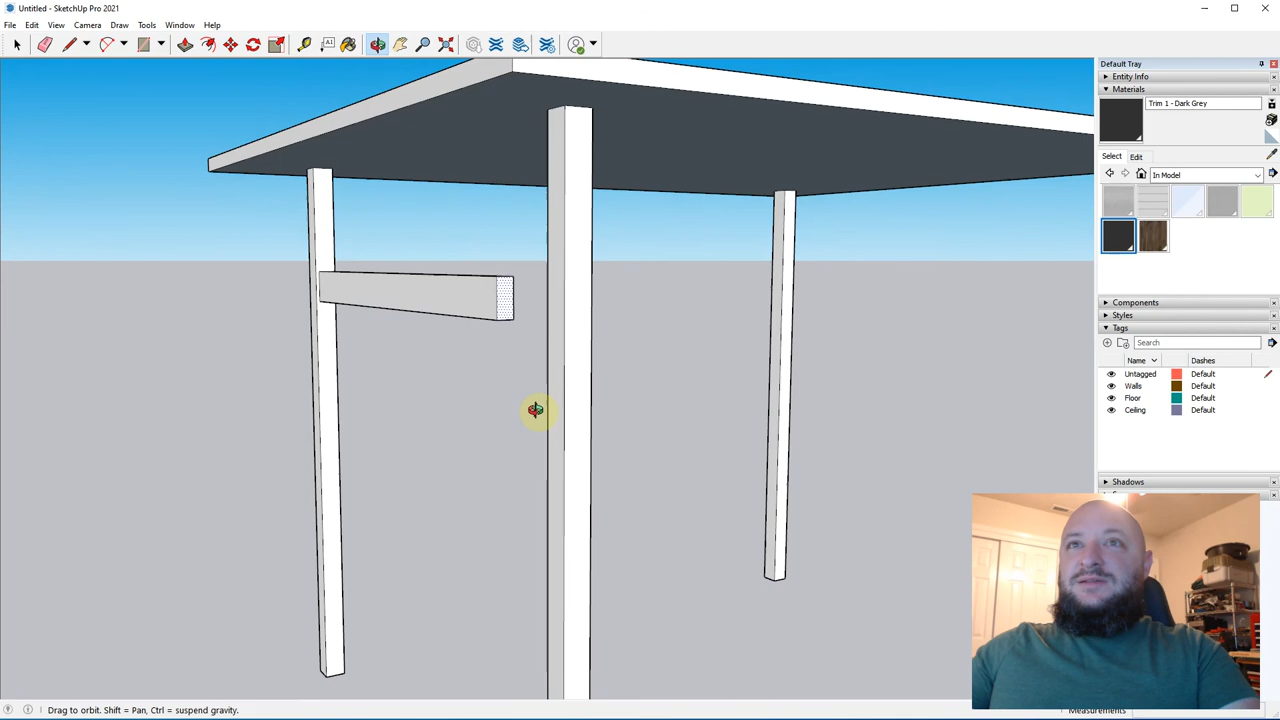 Untitled - SketchUp Pro 2021
File Edit View Camera Draw Tools Window Help
Default Tray
Entity Info
Materials
Trim 1 - Dark Grey
Select Edit
In Model
Components
Styles
Tags
Search
Name Dashes
Untagged Default
Walls Default
Floor Default
Ceiling Default
Shadows
Drag to orbit. Shift = Pan, Ctrl = suspend gravity.
Measurements